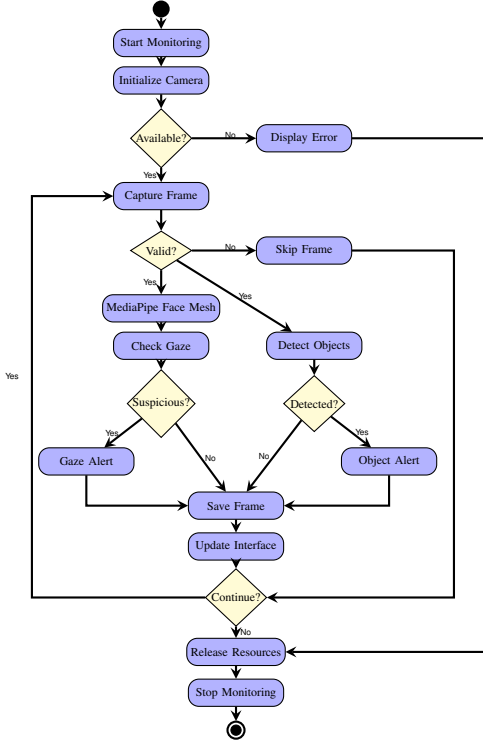 Start Monitoring
Initialize Camera
Available?
No
Display Error
Yes
Capture Frame
Valid?
No
Skip Frame
Yes
Yes
MediaPipe Face Mesh
Check Gaze
Detect Objects
Yes
Suspicious?
Detected?
Yes
Yes
No
No
Gaze Alert
Object Alert
Save Frame
Update Interface
Continue?
No
Release Resources
Stop Monitoring